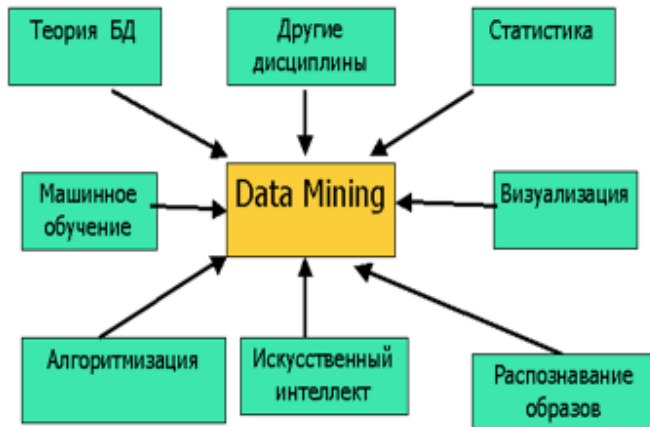 Теория БД
Другие
дисциплины
Статистика
Машинное
обучение
Data Mining
Визуализация
Алгоритмизация
Искусственный
интеллект
Распознавание
образов